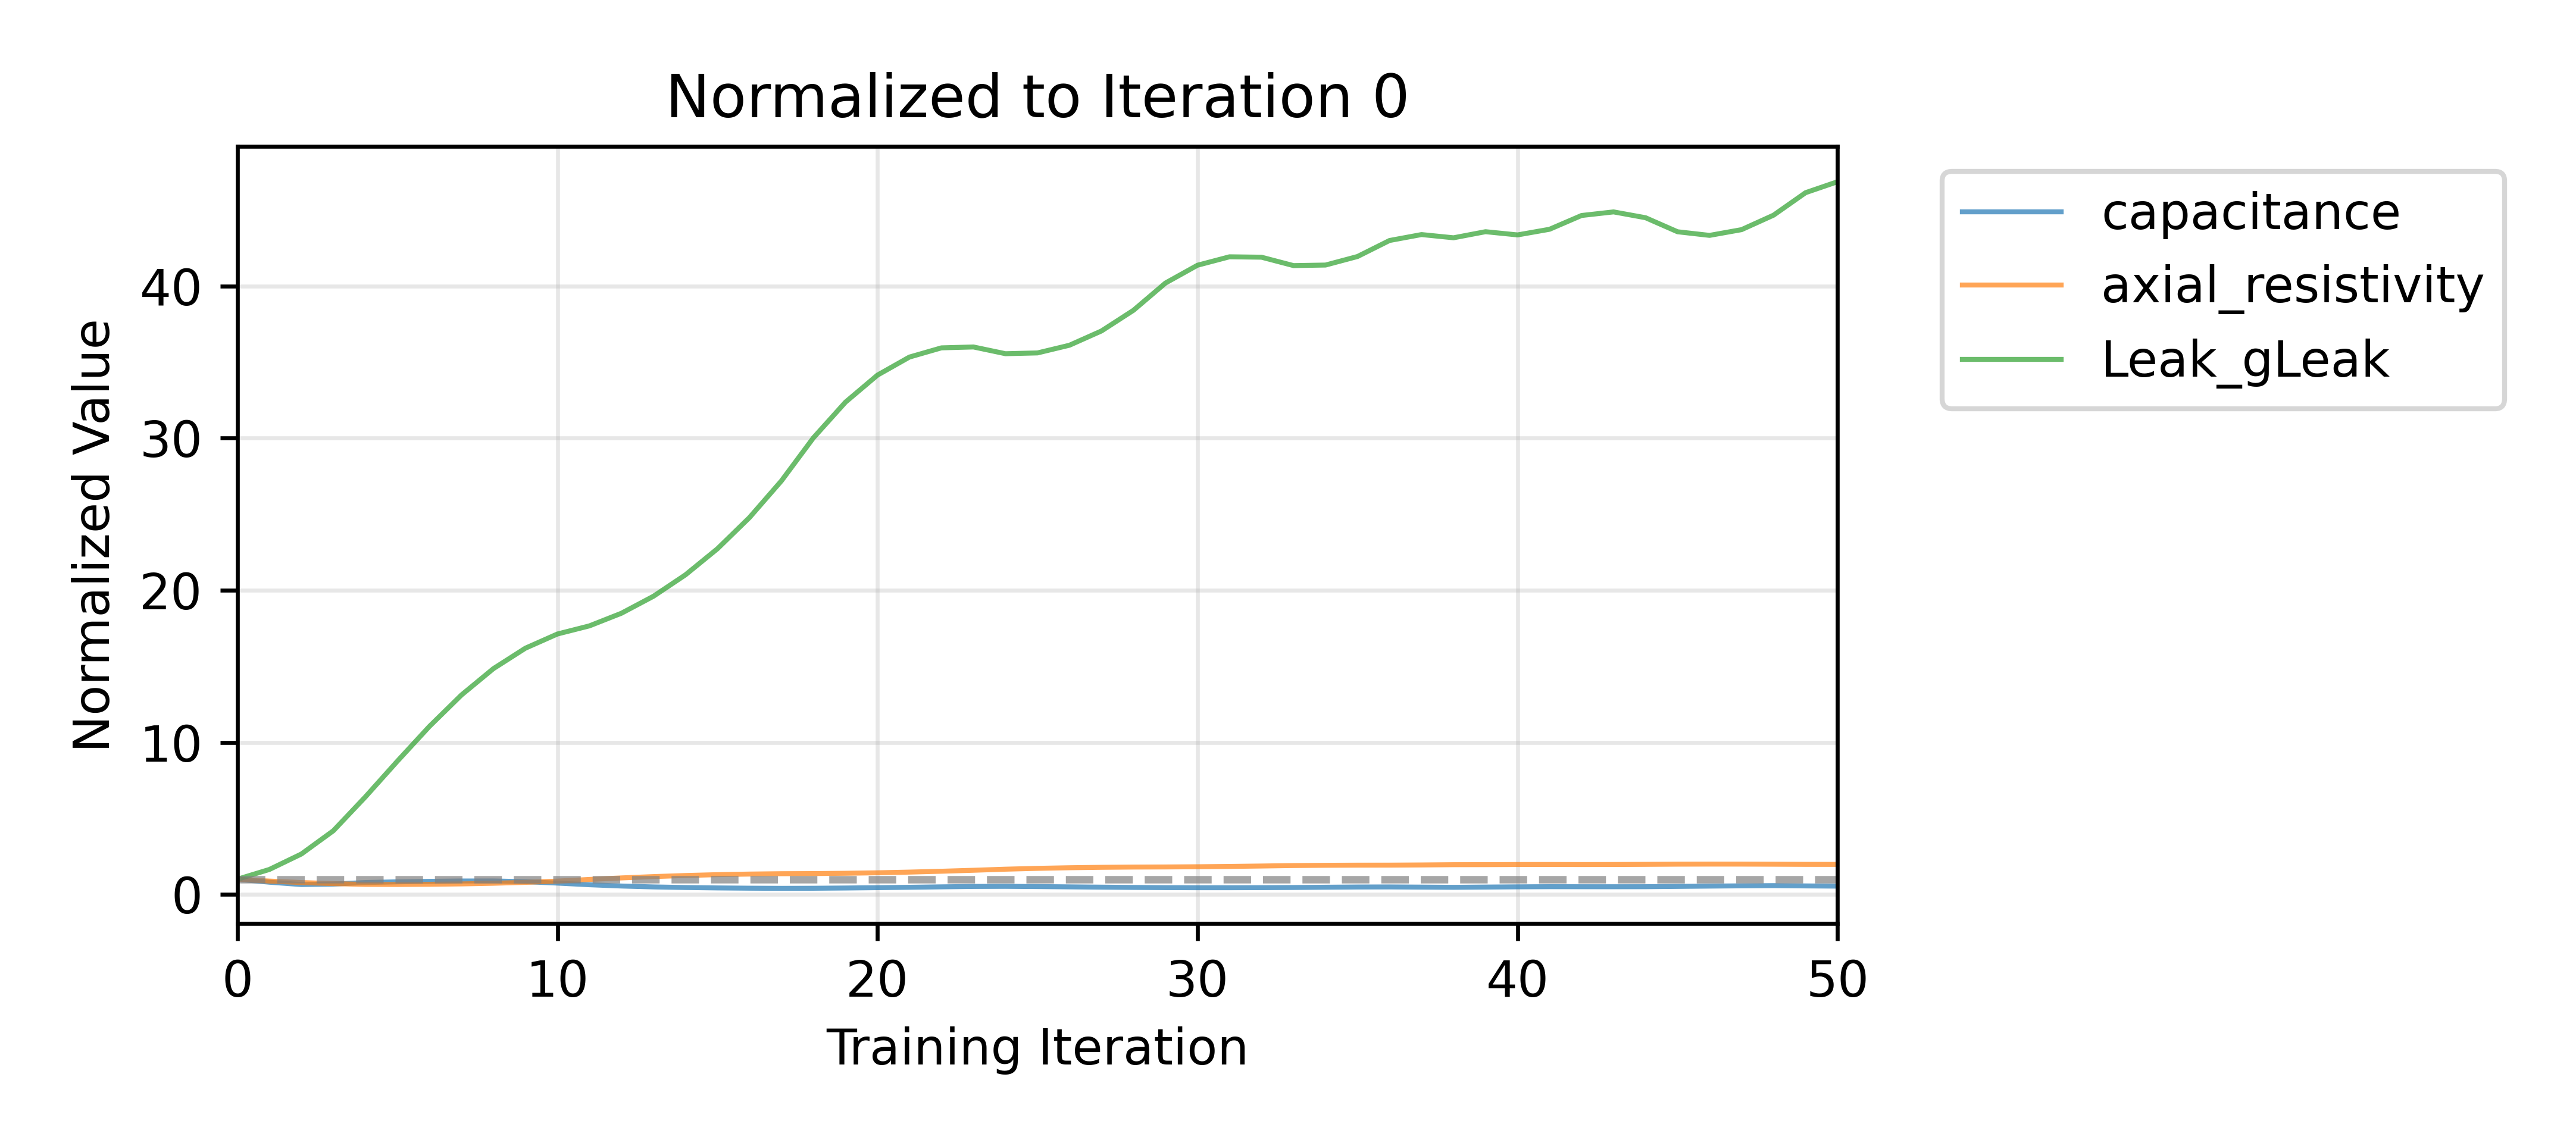 Normalized to Iteration 0
Normalized Value
40
30
20
10
0
0 10 20 30 40 50
Training Iteration
capacitance
axial_resistivity
Leak_gLeak